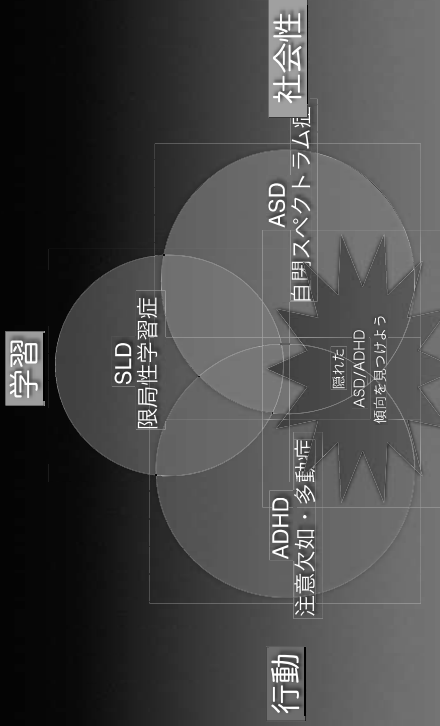 学習
SLD
限局性学習症
ADHD
注意欠如・多動症
ASD
自閉スペクトラム症
隠れた
ASD/ADHD
傾向を見つけよう
行動
社会性